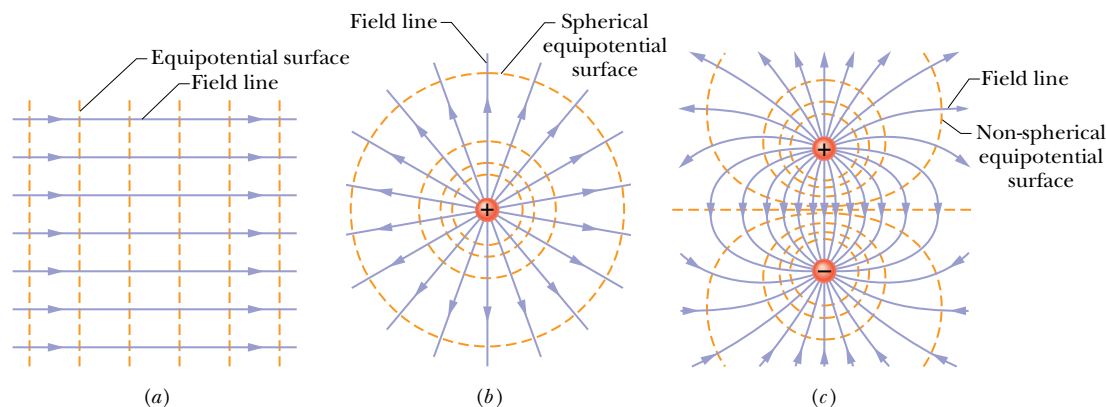 Equipotential surface
Field line
(a)
Field line
Spherical
equipotential
surface
+
(b)
Field line
Non-spherical
equipotential
surface
+
−
(c)